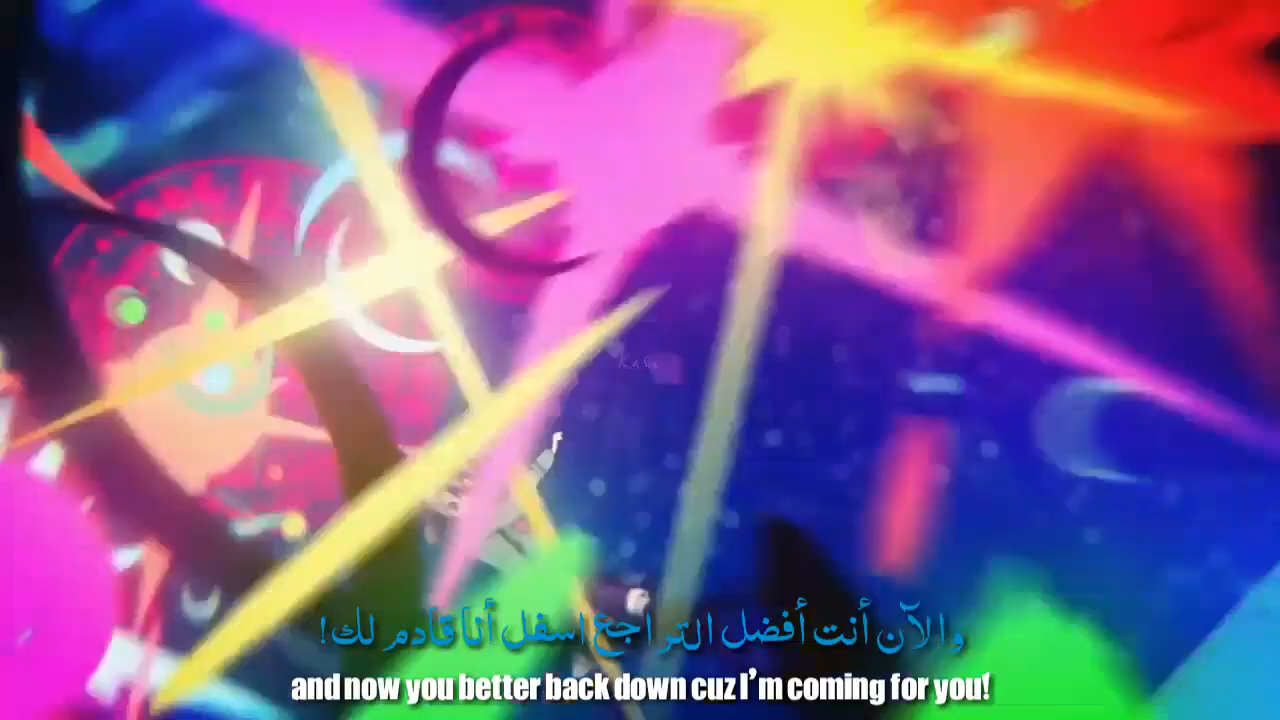 والآن أنت أفضل التراجع اسفل أنا قادم لك!
and now you better back down cuz I'm coming for you!